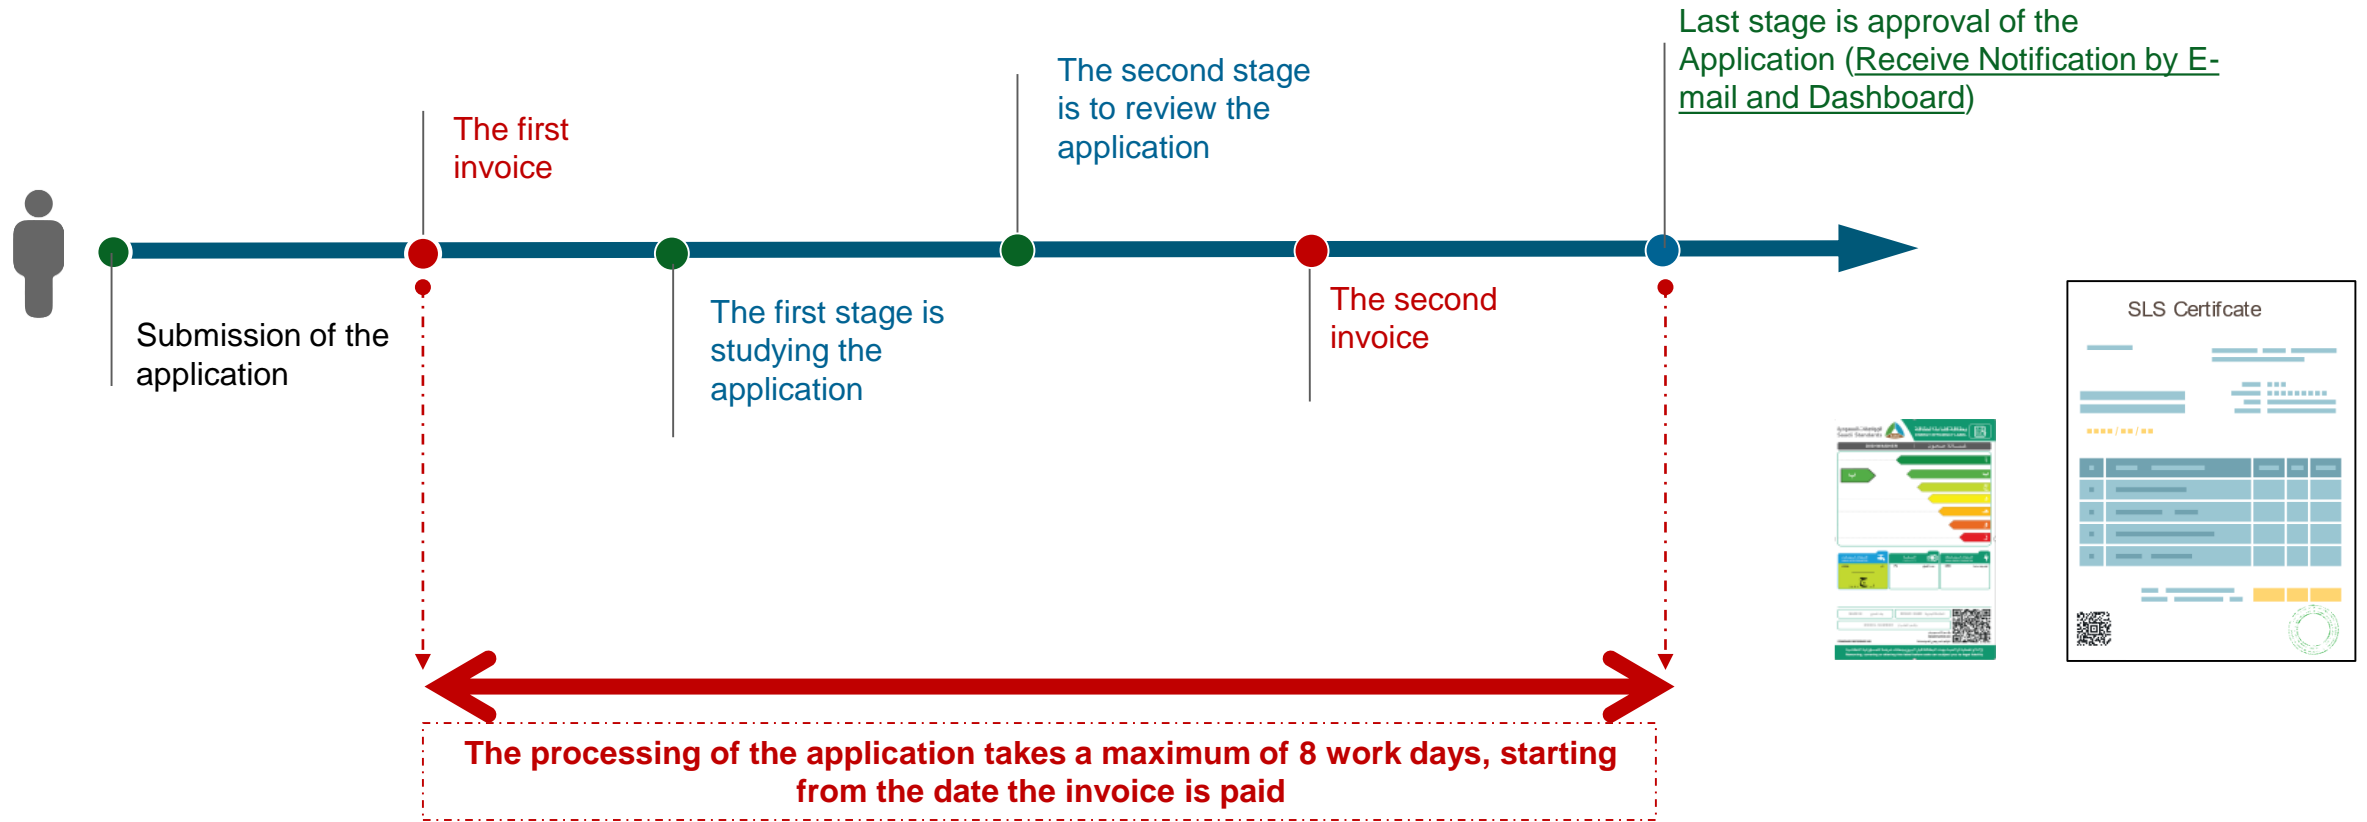 Last stage is approval of the
Application (Receive Notification by E-
mail and Dashboard)
The second stage
is to review the
application
The first
invoice
Submission of the
application
The first stage is
studying the
application
The second
invoice
SLS Certifcate
Saudi Standards
The processing of the application takes a maximum of 8 work days, starting
from the date the invoice is paid